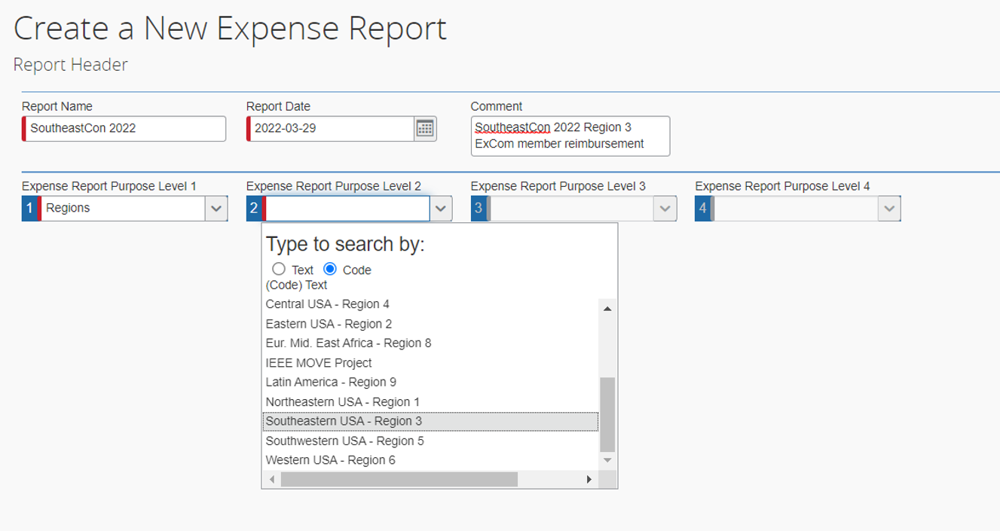 Create a New Expense Report
Report Header
Report Name
Report Date
Comment
SoutheastCon 2022
2022-03-29
SoutheastCon 2022 Region 3
ExCom member reimbursement
Expense Report Purpose Level 1
Expense Report Purpose Level 2
Expense Report Purpose Level 3
Expense Report Purpose Level 4
1 Regions
2
3
4
Type to search by:
Text Code
(Code) Text
Central USA - Region 4
Eastern USA - Region 2
Eur. Mid. East Africa - Region 8
IEEE MOVE Project
Latin America - Region 9
Northeastern USA - Region 1
Southeastern USA - Region 3
Southwestern USA - Region 5
Western USA - Region 6